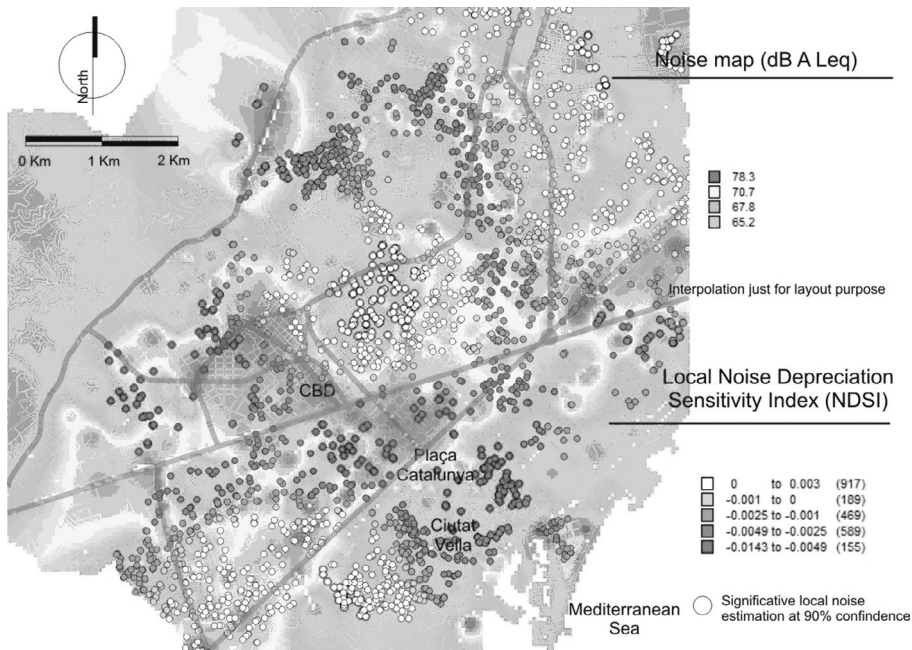 North
0 Km 1 Km 2 Km
Noise map (dB A Leq)
78.3
70.7
67.8
65.2
Interpolation just for layout purpose
Local Noise Depreciation
Sensitivity Index (NDSI)
CBD
Plaça
Catalunya
Ciutat
Vella
0 to 0.003 (917)
-0.001 to 0 (189)
-0.0025 to -0.001 (469)
-0.0049 to -0.0025 (589)
-0.0143 to -0.0049 (155)
Mediterranean
Sea
Significative local noise
estimation at 90% confindence